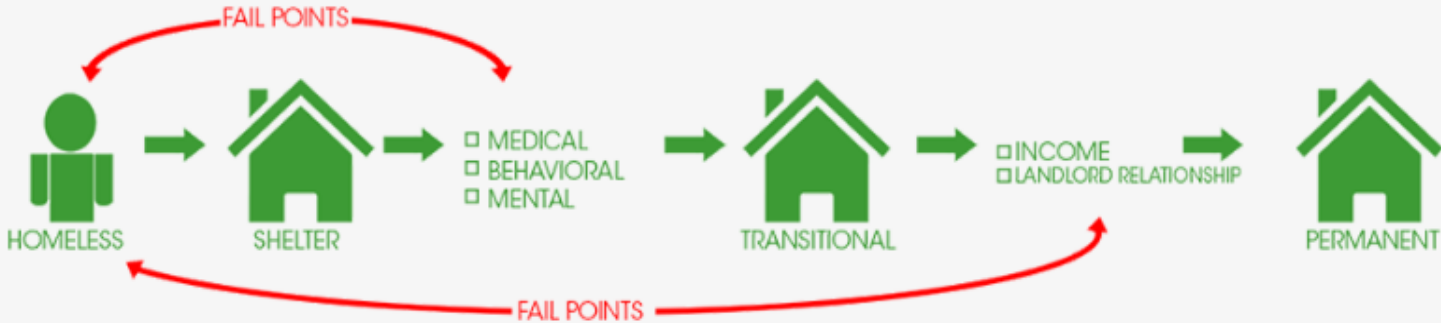 FAIL POINTS
HOMELESS
SHELTER
MEDICAL
BEHAVIORAL
MENTAL
TRANSITIONAL
INCOME
LANDLORD RELATIONSHIP
PERMANENT
FAIL POINTS